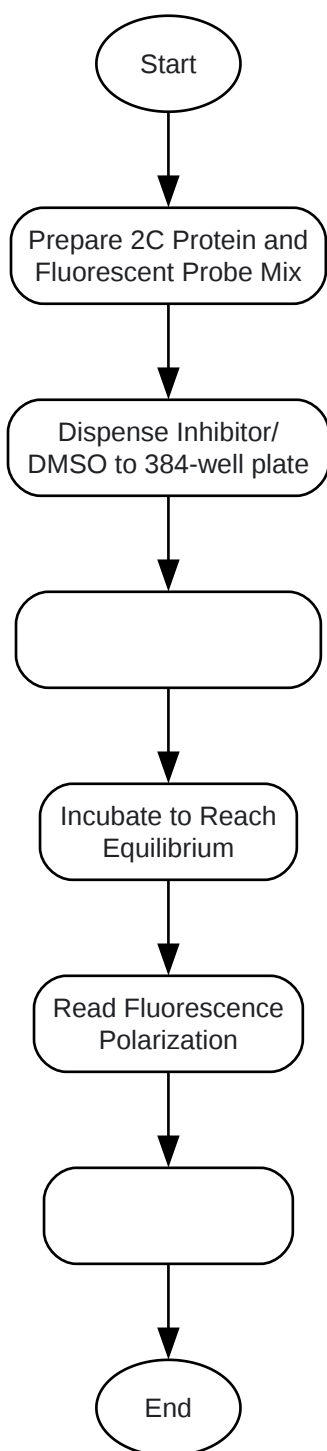 Start
Prepare 2C Protein and
Fluorescent Probe Mix
Dispense Inhibitor/
DMSO to 384-well plate
Incubate to Reach
Equilibrium
Read Fluorescence
Polarization
End